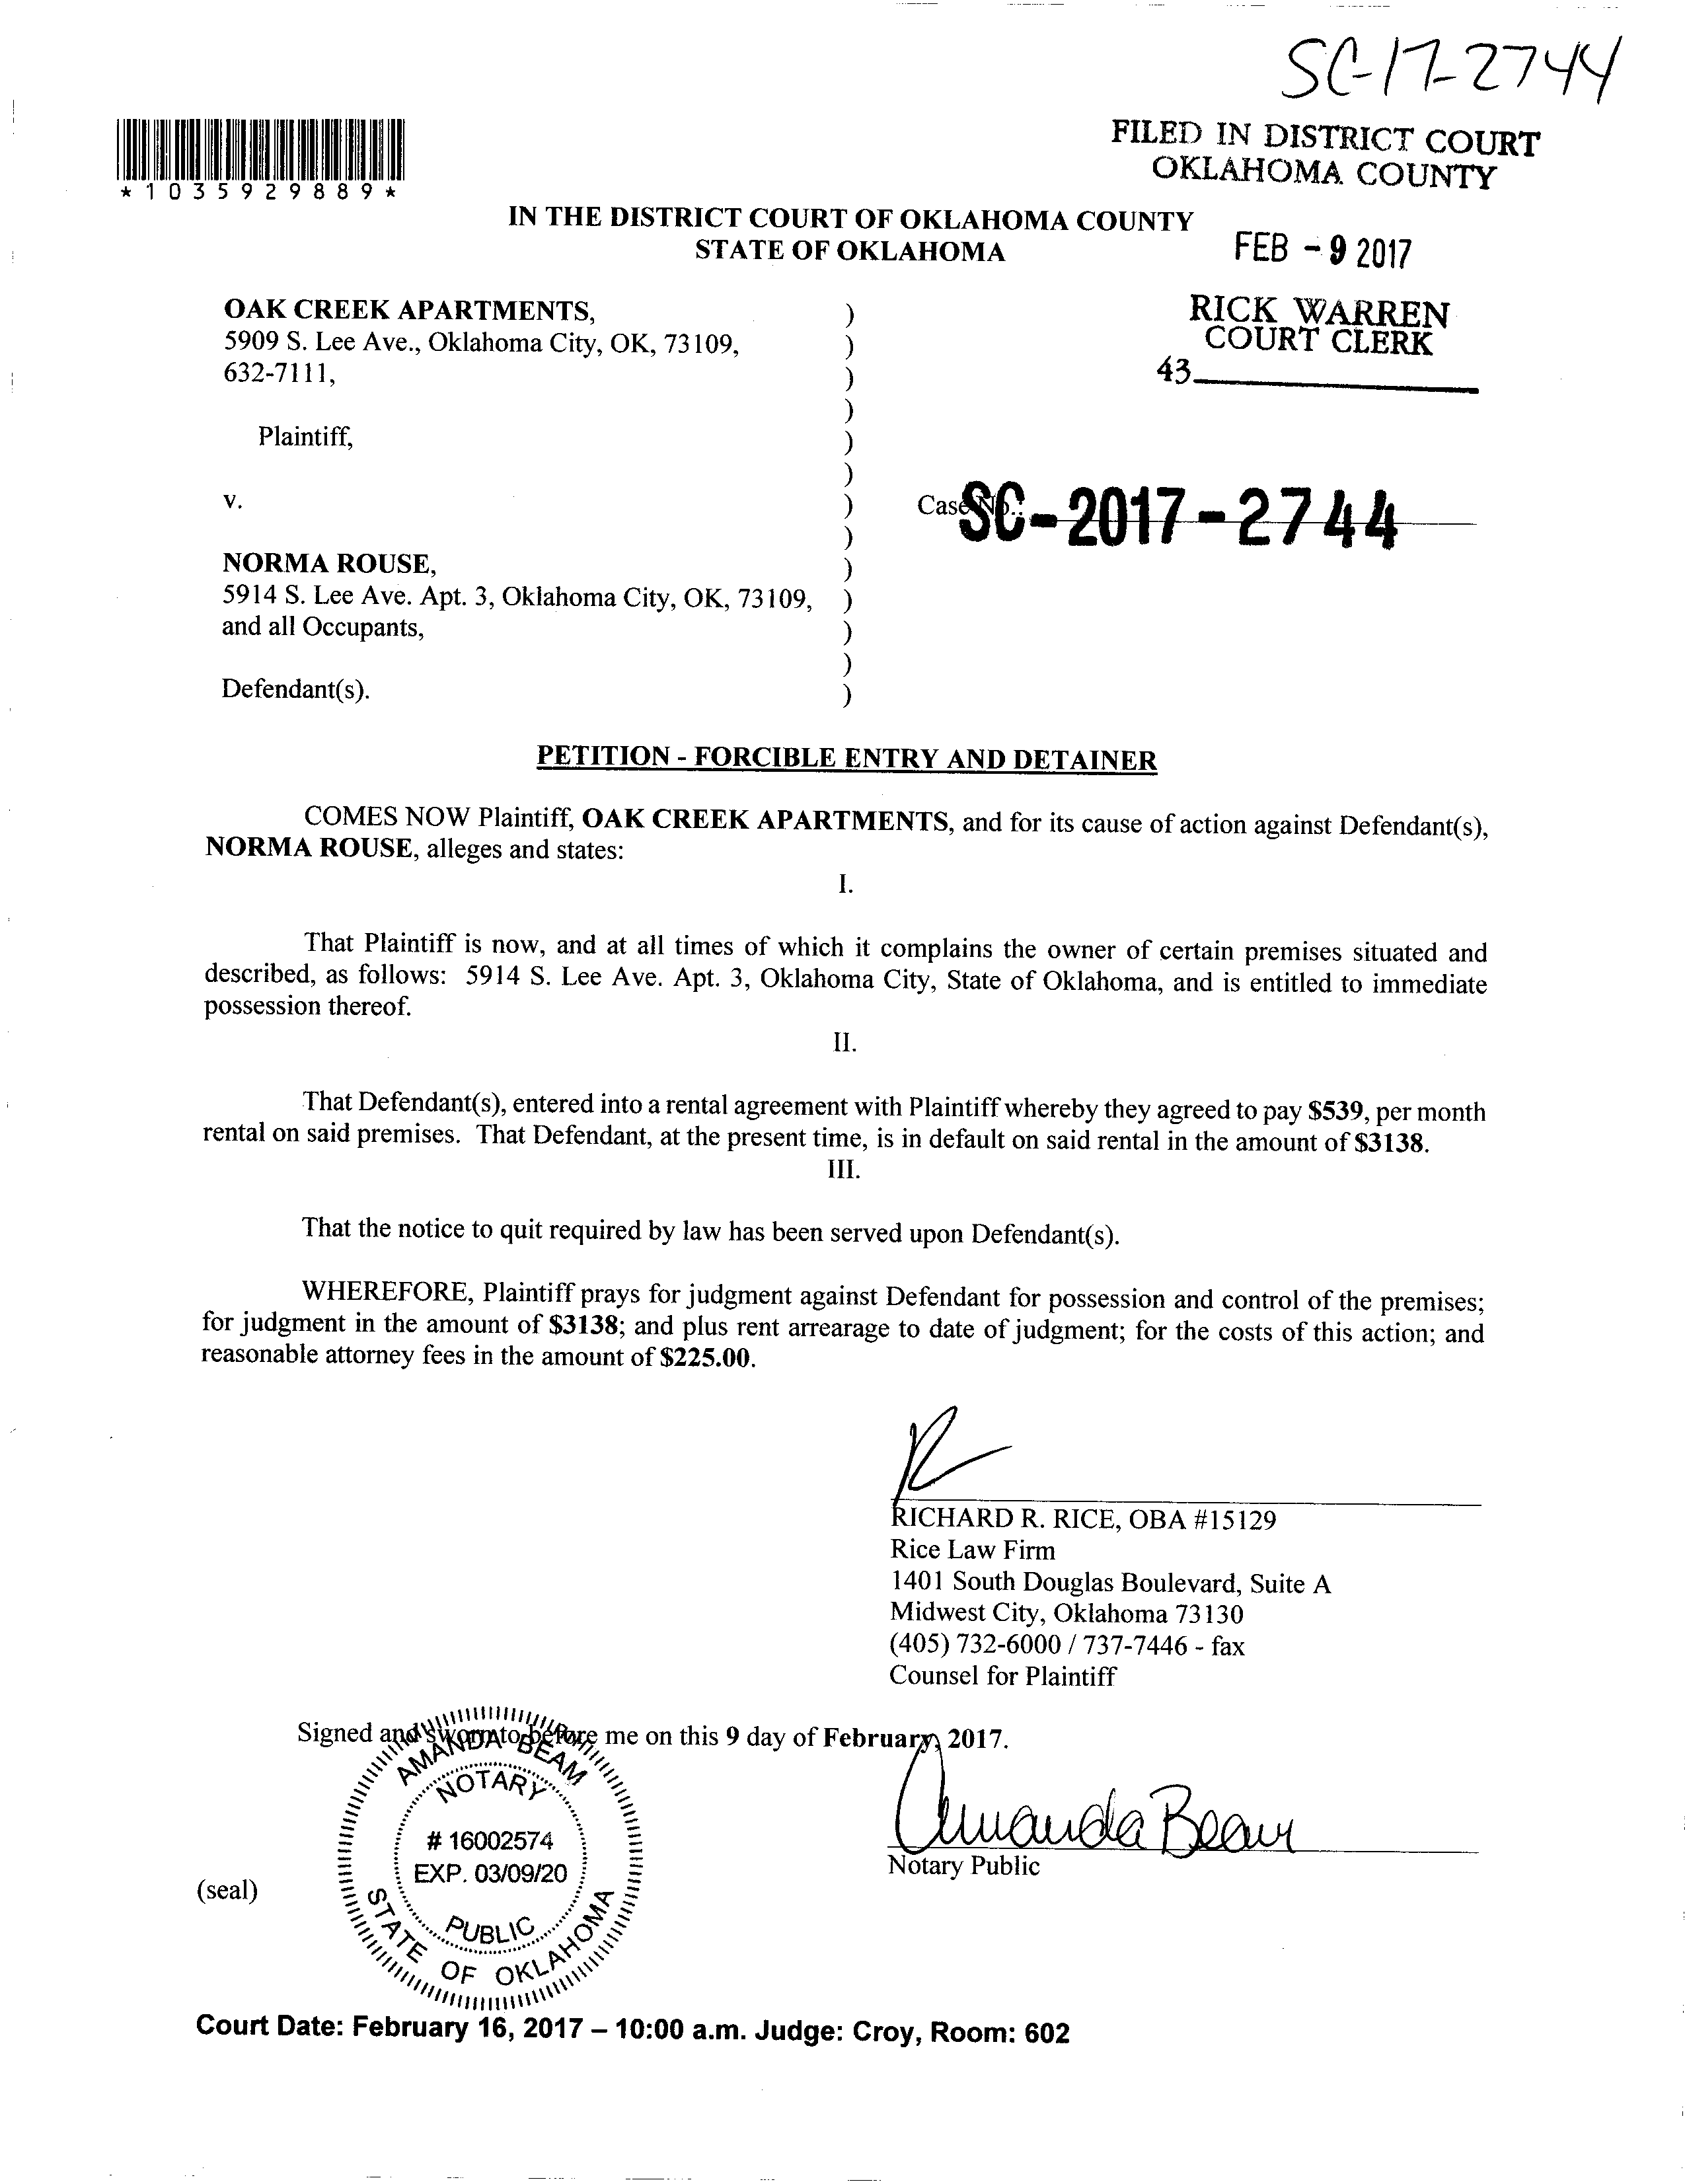 SC-17-2744
FILED IN DISTRICT COURT
OKLAHOMA COUNTY
*1035929889*
IN THE DISTRICT COURT OF OKLAHOMA COUNTY
STATE OF OKLAHOMA
FEB - 9 2017
RICK WARREN
COURT CLERK
43
OAK CREEK APARTMENTS, )
5909 S. Lee Ave., Oklahoma City, OK, 73109, )
632-7111, )
)
Plaintiff, )
)
v. ) Case No.: SC-2017-2744
)
NORMA ROUSE, )
5914 S. Lee Ave. Apt. 3, Oklahoma City, OK, 73109, )
and all Occupants, )
)
Defendant(s). )
PETITION - FORCIBLE ENTRY AND DETAINER
COMES NOW Plaintiff, OAK CREEK APARTMENTS, and for its cause of action against Defendant(s),
NORMA ROUSE, alleges and states:
I.
That Plaintiff is now, and at all times of which it complains the owner of certain premises situated and
described, as follows: 5914 S. Lee Ave. Apt. 3, Oklahoma City, State of Oklahoma, and is entitled to immediate
possession thereof.
II.
That Defendant(s), entered into a rental agreement with Plaintiff whereby they agreed to pay $539, per month
rental on said premises. That Defendant, at the present time, is in default on said rental in the amount of $3138.
III.
That the notice to quit required by law has been served upon Defendant(s).
WHEREFORE, Plaintiff prays for judgment against Defendant for possession and control of the premises;
for judgment in the amount of $3138; and plus rent arrearage to date of judgment; for the costs of this action; and
reasonable attorney fees in the amount of $225.00.
RICHARD R. RICE, OBA #15129
Rice Law Firm
1401 South Douglas Boulevard, Suite A
Midwest City, Oklahoma 73130
(405) 732-6000 / 737-7446 - fax
Counsel for Plaintiff
Signed and sworn to before me on this 9 day of February, 2017.
AMANDA BEAM
NOTARY
# 16002574
EXP. 03/09/20
PUBLIC
STATE OF OKLAHOMA
Amanda Beam
Notary Public
(seal)
Court Date: February 16, 2017 – 10:00 a.m. Judge: Croy, Room: 602